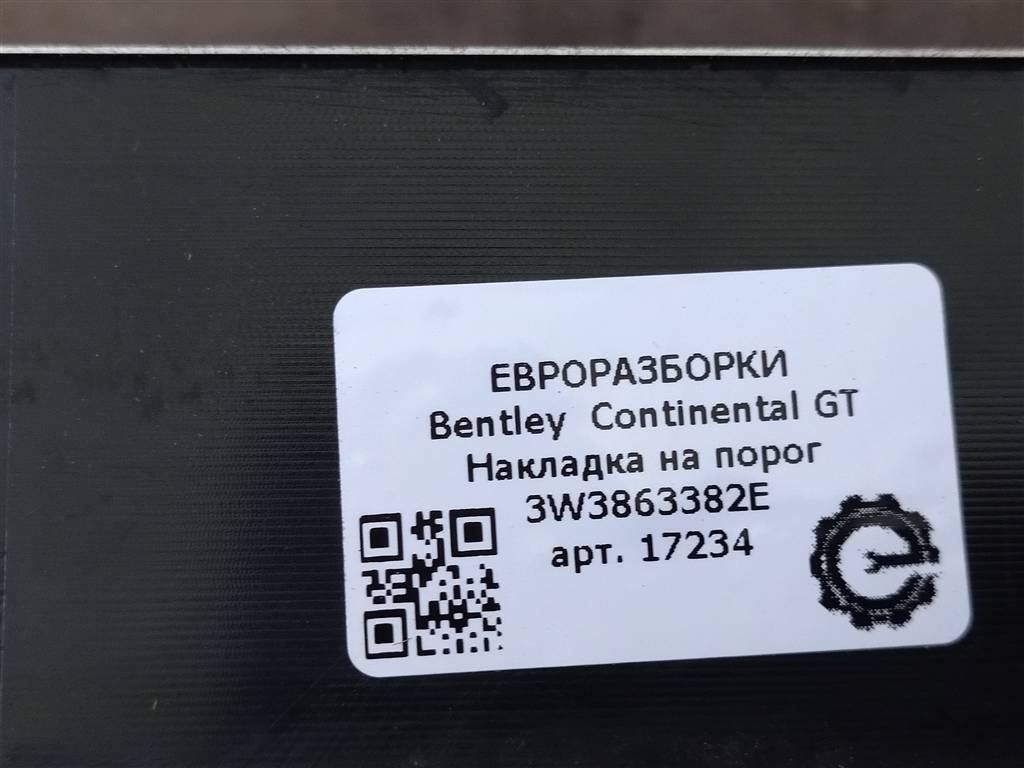 ЕВРОРАЗБОРКИ
Bentley Continental GT
Накладка на порог
3W3863382E
арт. 17234